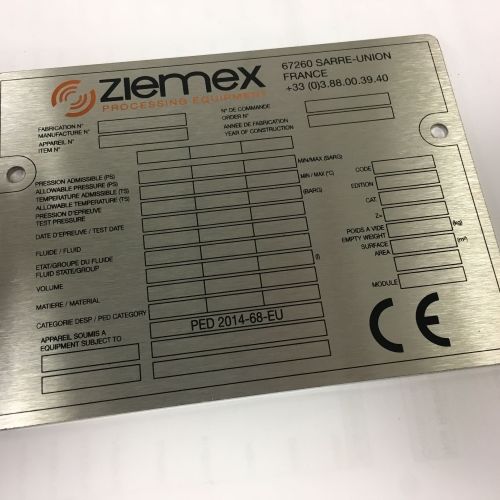 ziemex
PROCESSING EQUIPMENT
67260 SARRE-UNION
FRANCE
+33 (0)3.88.00.39.40
FABRICATION N°
MANUFACTURE N°
APPAREIL N°
ITEM N°
N° DE COMMANDE
ORDER N°
ANNEE DE FABRICATION
YEAR OF CONSTRUCTION
PRESSION ADMISSIBLE (PS)
ALLOWABLE PRESSURE (PS)
MIN/MAX (BARG)
TEMPERATURE ADMISSIBLE (TS)
ALLOWABLE TEMPERATURE (TS)
MIN / MAX (°C)
PRESSION D'EPREUVE
TEST PRESSURE
(BARG)
DATE D'EPREUVE / TEST DATE
FLUIDE / FLUID
ETAT/GROUPE DU FLUIDE
FLUID STATE/GROUP
VOLUME
(l)
MATIERE / MATERIAL
CATEGORIE DESP / PED CATEGORY
APPAREIL SOUMIS A
EQUIPMENT SUBJECT TO
PED 2014-68-EU
CODE
EDITION
CAT.
Z=
POIDS A VIDE
EMPTY WEIGHT
(kg)
SURFACE
AREA
(m²)
MODULE
CE